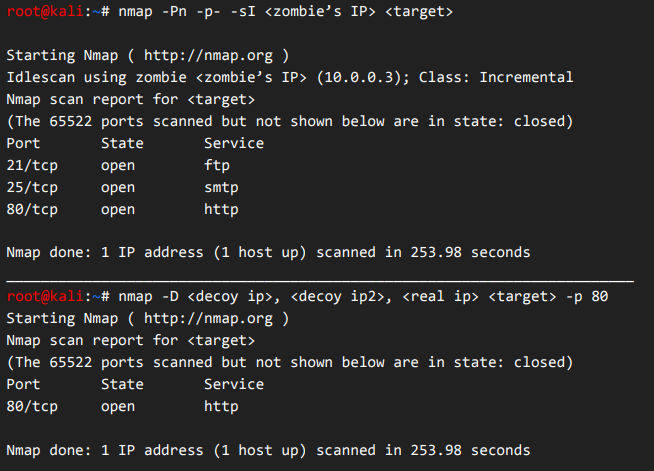 root@kali:~# nmap -Pn -p- -sI <zombie’s IP> <target>
Starting Nmap ( http://nmap.org )
Idlescan using zombie <zombie’s IP> (10.0.0.3); Class: Incremental
Nmap scan report for <target>
(The 65522 ports scanned but not shown below are in state: closed)
Port State Service
21/tcp open ftp
25/tcp open smtp
80/tcp open http
Nmap done: 1 IP address (1 host up) scanned in 253.98 seconds
root@kali:~# nmap -D <decoy ip>, <decoy ip2>, <real ip> <target> -p 80
Starting Nmap ( http://nmap.org )
Nmap scan report for <target>
(The 65522 ports scanned but not shown below are in state: closed)
Port State Service
80/tcp open http
Nmap done: 1 IP address (1 host up) scanned in 253.98 seconds